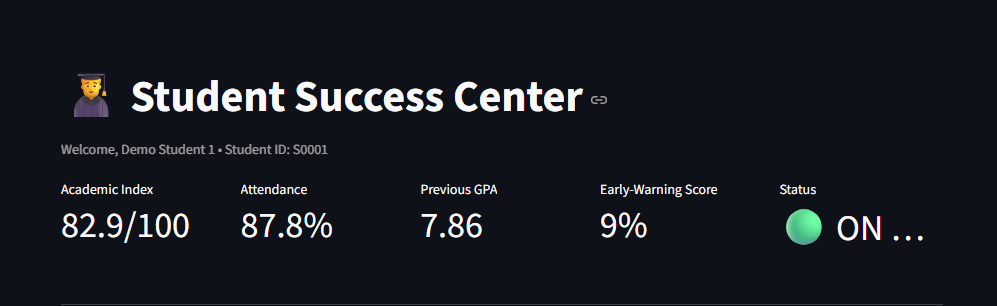 Student Success Center
Welcome, Demo Student 1 • Student ID: S0001
Academic Index Attendance Previous GPA Early-Warning Score Status
82.9/100 87.8% 7.86 9% ON ...